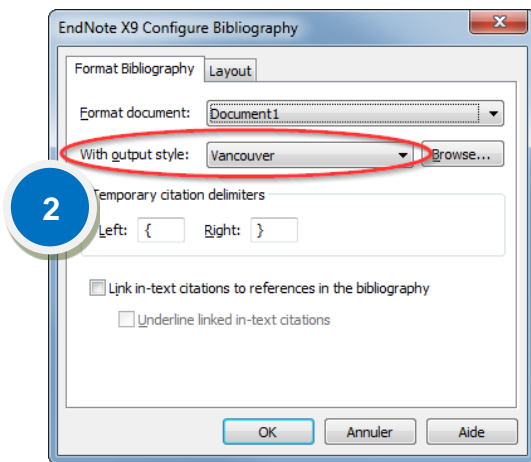 EndNote X9 Configure Bibliography
Format Bibliography Layout
Format document: Document1
With output style: Vancouver Browse...
2
Temporary citation delimiters
Left: { Right: }
Link in-text citations to references in the bibliography
Underline linked in-text citations
OK Annuler Aide